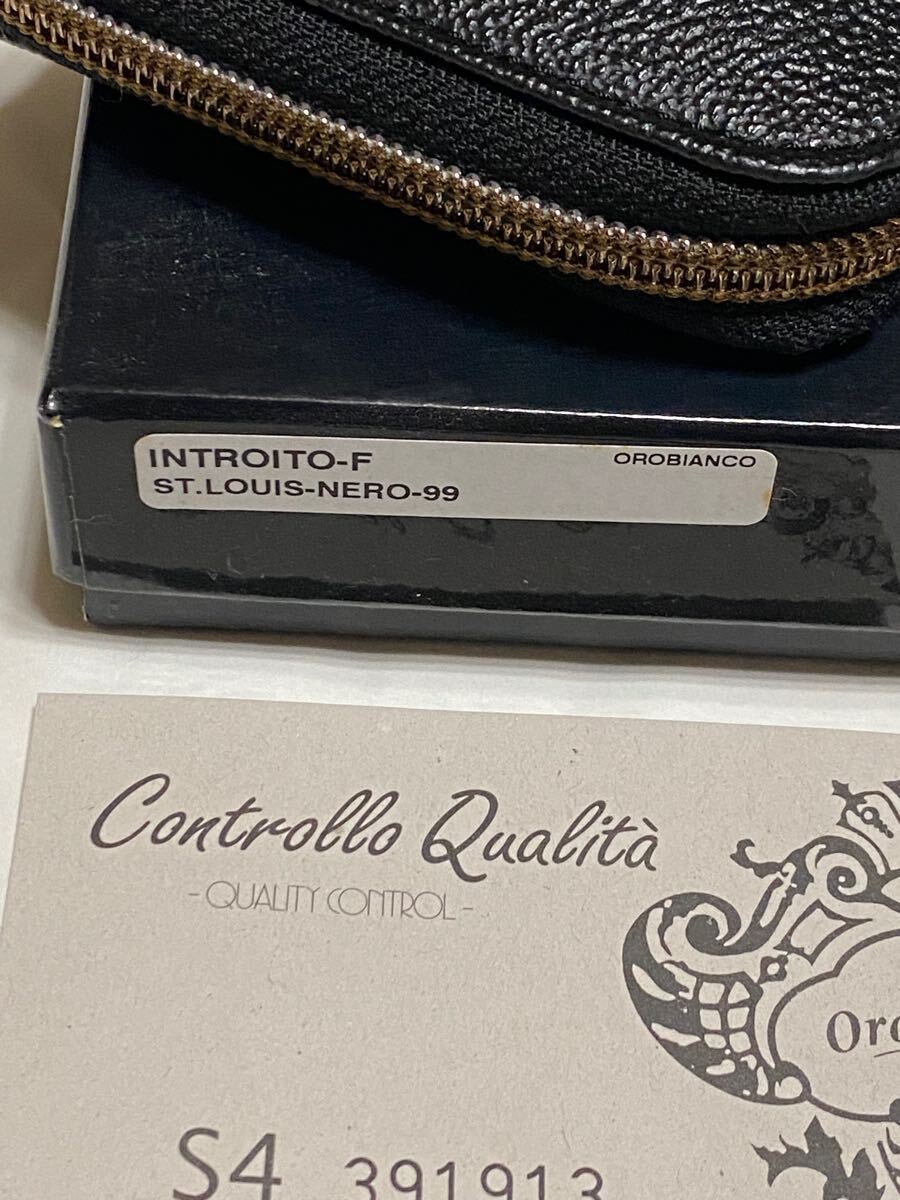 INTROITO-F
OROBIANCO
ST.LOUIS-NERO-99
Controllo Qualità
-QUALITY CONTROL-
S4 391913